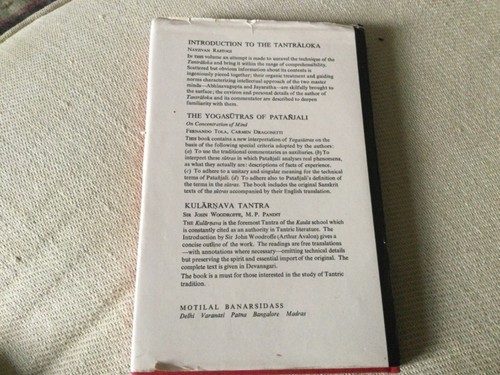 INTRODUCTION TO THE TANTRĀLOKA
NAVJIVAN RASTOGI
IN this volume an attempt is made to unravel the technique of
Tantrāloka and bring it within the range of comprehensibility.
Scattered but obvious information about its contents is
ingeniously pieced together; their organic treatment and guiding
norms characterizing intellectual approach of the two master
minds—Abhinavagupta and Jayaratha—are skilfully brought to
the surface; the oeuvres and personal details of the author of
Tantrāloka and its commentator are described to deepen
familiarity with them.
THE YOGASŪTRAS OF PATAÑJALI
On Concentration of Mind
FERNANDO TOLA, CARMEN DRAGONETTI
THIS book contains a new interpretation of Yogasūtras on the
basis of the following special criteria adopted by the authors:
(a) To use the traditional commentaries as auxiliaries. (b) To
interpret these sūtras in which Patañjali analyses real phenomena,
as what they actually are: descriptions of facts of experience.
(c) To adhere to a unitary and singular meaning for the technical
terms of Patañjali. (d) To adhere also to Patañjali's definition of
the terms in the sūtras. The book includes the original Sanskrit
texts of the sūtras accompanied by their English translation.
KULĀRṆAVA TANTRA
SIR JOHN WOODROFFE, M. P. PANDIT
THE Kulārṇava is the foremost Tantra of the Kaula school which
is constantly cited as an authority in Tantric literature. The
Introduction by Sir John Woodroffe (Arthur Avalon) gives a
concise outline of the work. The readings are free translations
—with annotations where necessary—omitting technical details
but preserving the spirit and essential import of the original. The
complete text is given in Devanagari.
The book is a must for those interested in the study of Tantric
tradition.
MOTILAL BANARSIDASS
Delhi Varanasi Patna Bangalore Madras